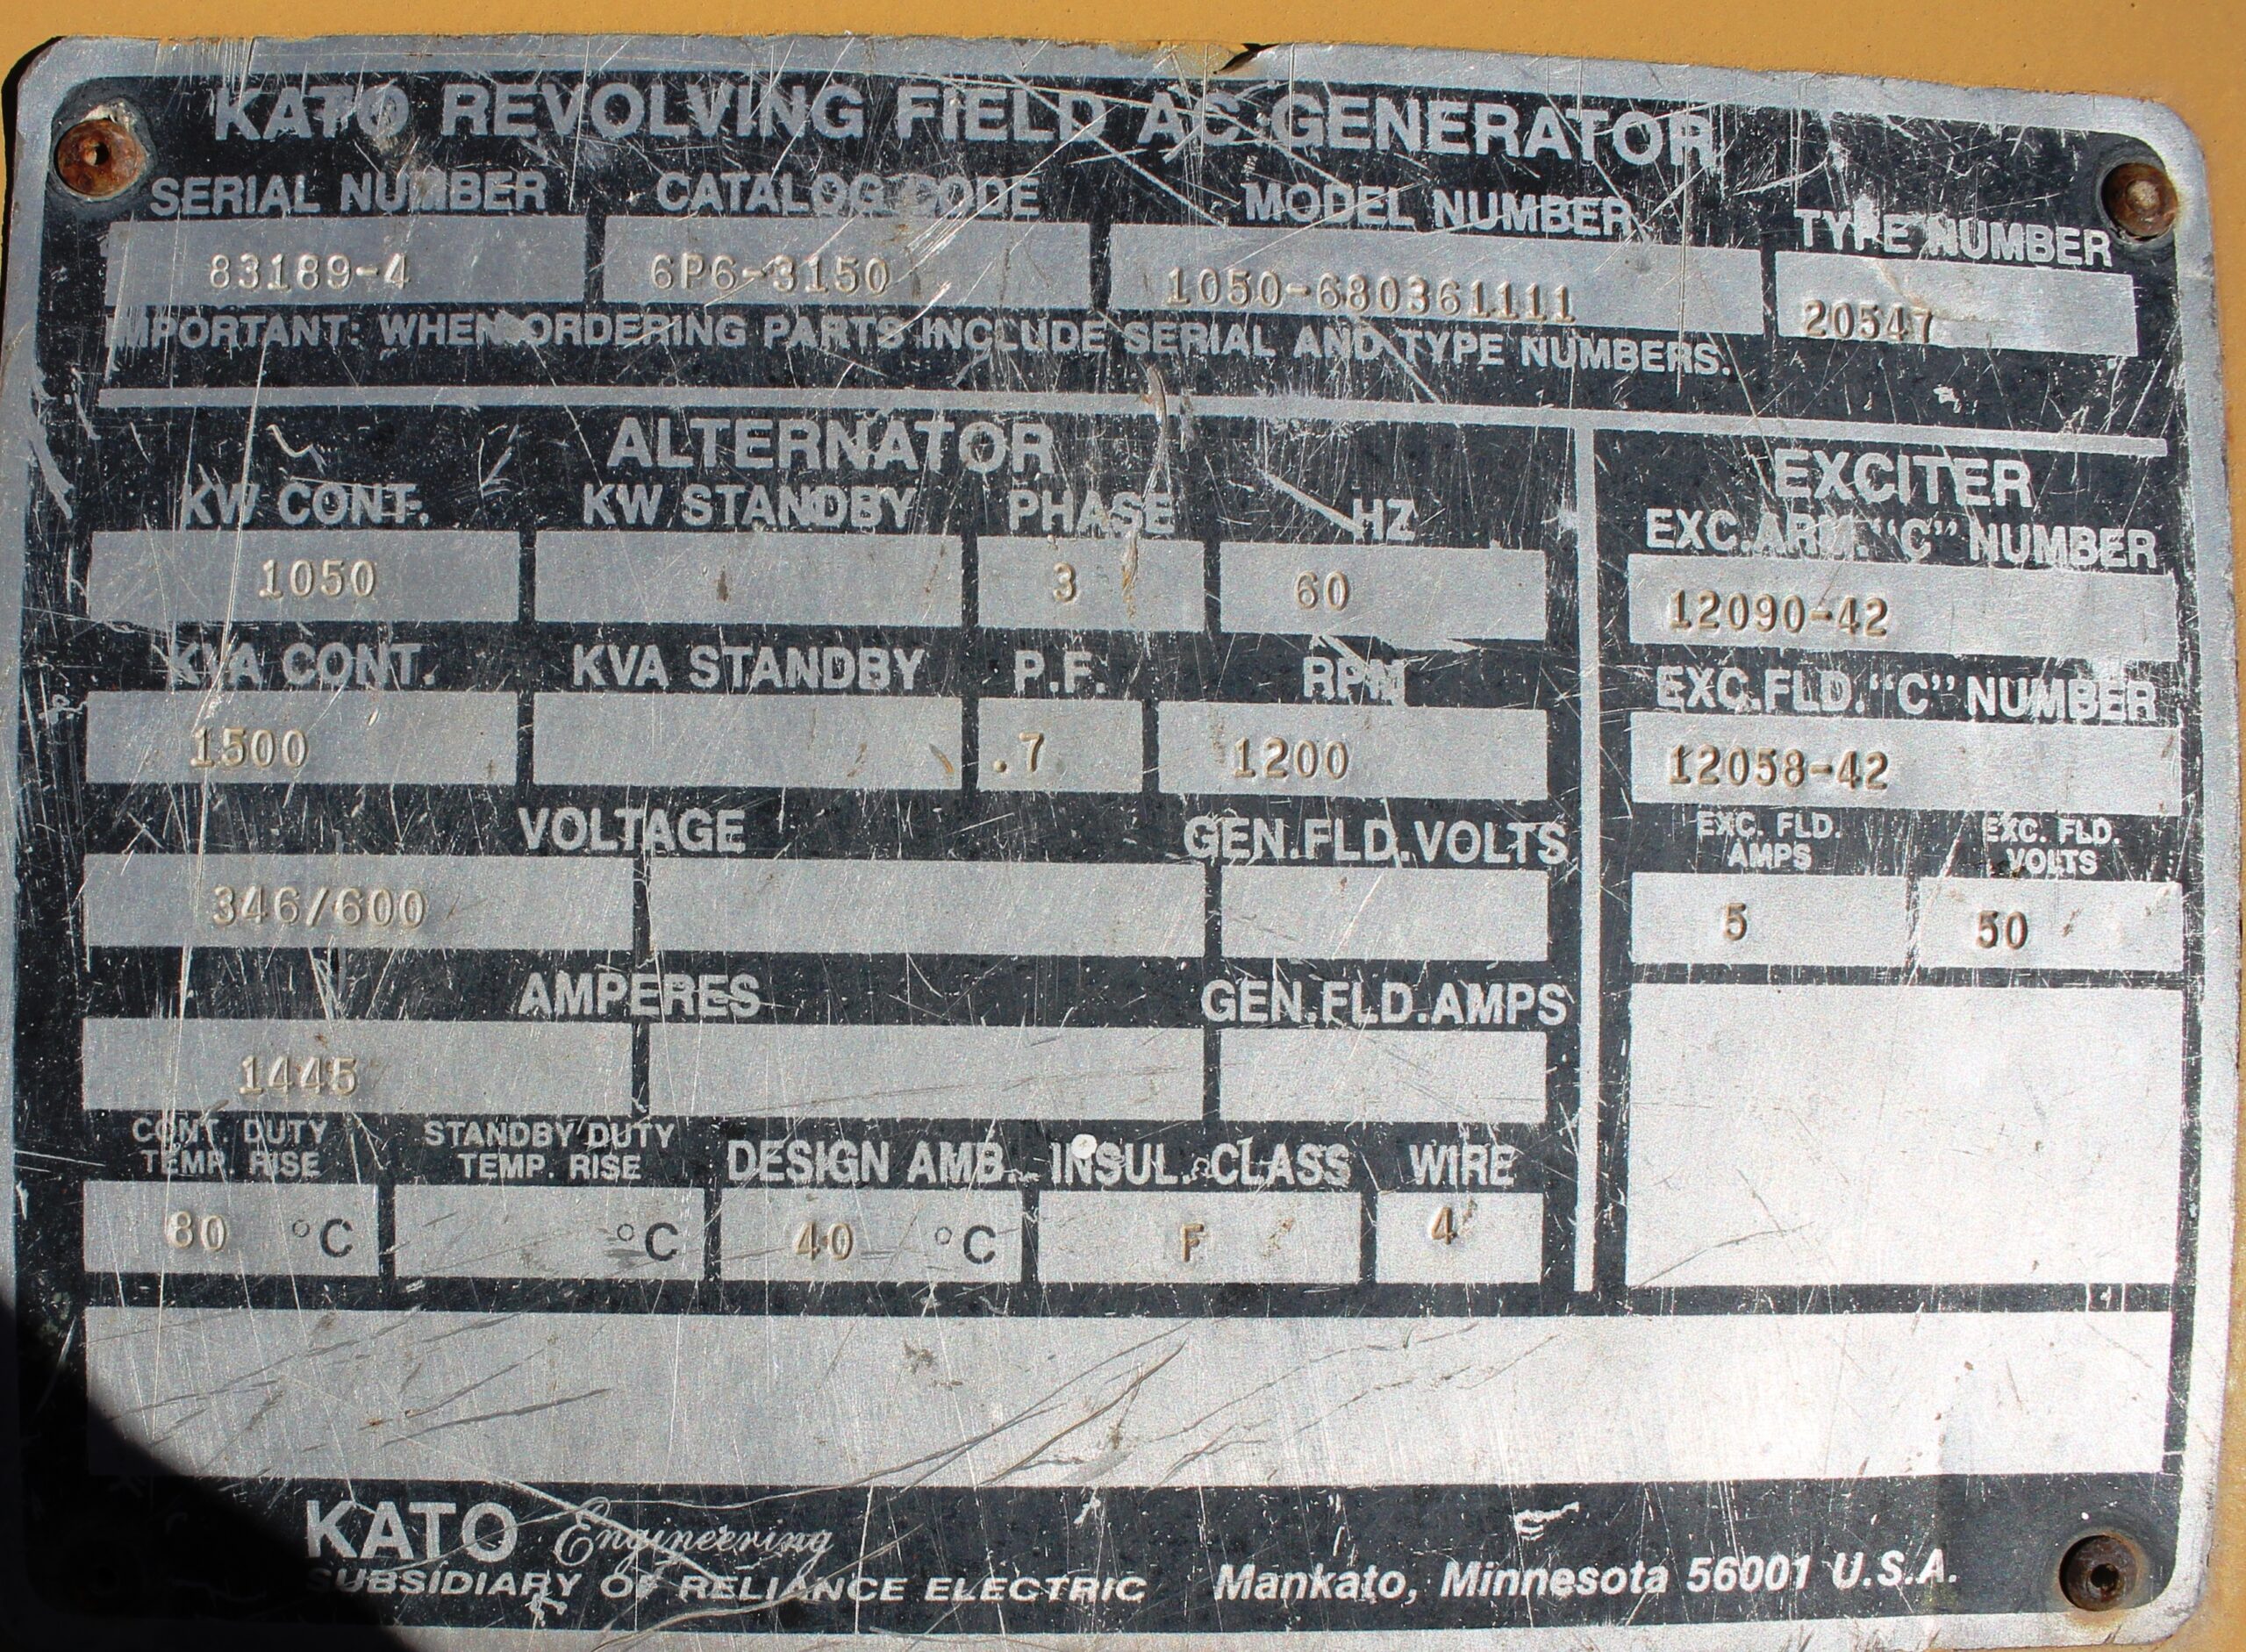 KATO REVOLVING FIELD AC GENERATOR
SERIAL NUMBER CATALOG CODE MODEL NUMBER TYPE NUMBER
83189-4 6P6-3150 1050-680361111 20547
IMPORTANT: WHEN ORDERING PARTS INCLUDE SERIAL AND TYPE NUMBERS.
ALTERNATOR
KW CONT. KW STANDBY PHASE HZ
1050 3 60
KVA CONT. KVA STANDBY P.F. RPM
1500 .7 1200
VOLTAGE GEN.FLD.VOLTS
346/600
AMPERES GEN.FLD.AMPS
1445
CONT. DUTY TEMP. RISE STANDBY DUTY TEMP. RISE DESIGN AMB. INSUL. CLASS WIRE
80 °C °C 40 °C F 4
EXCITER
EXC.ARM."C" NUMBER
12090-42
EXC.FLD."C" NUMBER
12058-42
EXC. FLD. AMPS EXC. FLD. VOLTS
5 50
KATO Engineering
SUBSIDIARY OF RELIANCE ELECTRIC Mankato, Minnesota 56001 U.S.A.